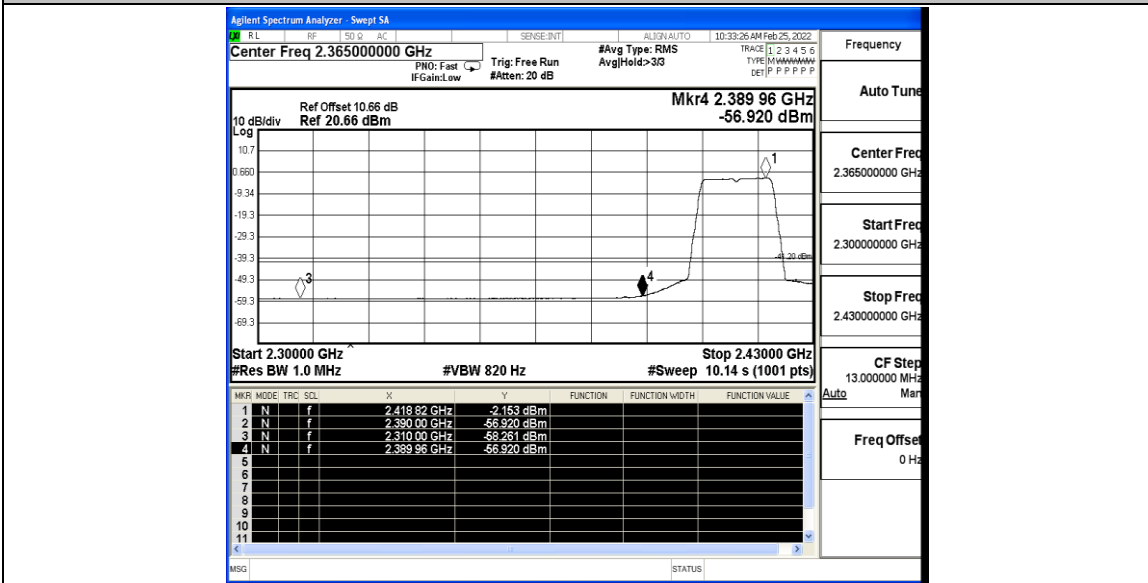 Agilent Spectrum Analyzer - Swept SA
LXI RL RF 50 Ω AC SENSE:INT ALIGN AUTO 10:33:26 AM Feb 25, 2022
Center Freq 2.365000000 GHz
PNO: Fast
IFGain:Low
Trig: Free Run
#Atten: 20 dB
#Avg Type: RMS
Avg|Hold:>3/3
TRACE 1 2 3 4 5 6
TYPE MWWWWW
DET P P P P P P
Ref Offset 10.66 dB
10 dB/div Ref 20.66 dBm
Log
Mkr4 2.389 96 GHz
-56.920 dBm
10.7
0.660
-9.34
-19.3
-29.3
-39.3
-49.3
-59.3
-69.3
1
3
4
-41.20 dBm
Start 2.30000 GHz Stop 2.43000 GHz
#Res BW 1.0 MHz #VBW 820 Hz #Sweep 10.14 s (1001 pts)
MKR MODE TRC SCL X Y FUNCTION FUNCTION WIDTH FUNCTION VALUE
1 N f 2.418 82 GHz -2.153 dBm
2 N f 2.390 00 GHz -56.920 dBm
3 N f 2.310 00 GHz -58.261 dBm
4 N f 2.389 96 GHz -56.920 dBm
5
6
7
8
9
10
11
MSG STATUS
Frequency
Auto Tune
Center Freq
2.365000000 GHz
Start Freq
2.300000000 GHz
Stop Freq
2.430000000 GHz
CF Step
13.000000 MHz
Auto Man
Freq Offset
0 Hz